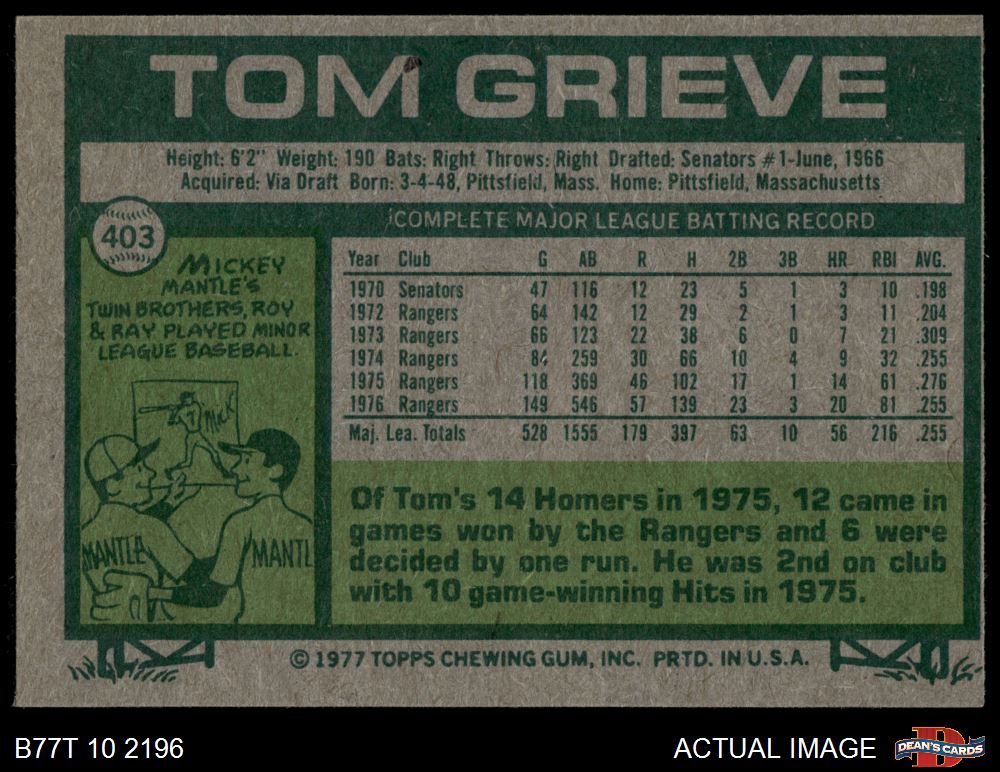 TOM GRIEVE
Height: 6'2" Weight: 190 Bats: Right Throws: Right Drafted: Senators #1-June, 1966
Acquired: Via Draft Born: 3-4-48, Pittsfield, Mass. Home: Pittsfield, Massachusetts
403
MICKEY
MANTLE'S
TWIN BROTHERS, ROY
& RAY PLAYED MINOR
LEAGUE BASEBALL.
MICK
MANTLE
MANTL
COMPLETE MAJOR LEAGUE BATTING RECORD
Year Club G AB R H 2B 3B HR RBI AVG.
1970 Senators 47 116 12 23 5 1 3 10 .198
1972 Rangers 64 142 12 29 2 1 3 11 .204
1973 Rangers 66 123 22 38 6 0 7 21 .309
1974 Rangers 84 259 30 66 10 4 9 32 .255
1975 Rangers 118 369 46 102 17 1 14 61 .276
1976 Rangers 149 546 57 139 23 3 20 81 .255
Maj. Lea. Totals 528 1555 179 397 63 10 56 216 .255
Of Tom's 14 Homers in 1975, 12 came in
games won by the Rangers and 6 were
decided by one run. He was 2nd on club
with 10 game-winning Hits in 1975.
© 1977 TOPPS CHEWING GUM, INC. PRTD. IN U.S.A.
B77T 10 2196
ACTUAL IMAGE
D
DEAN'S CARDS